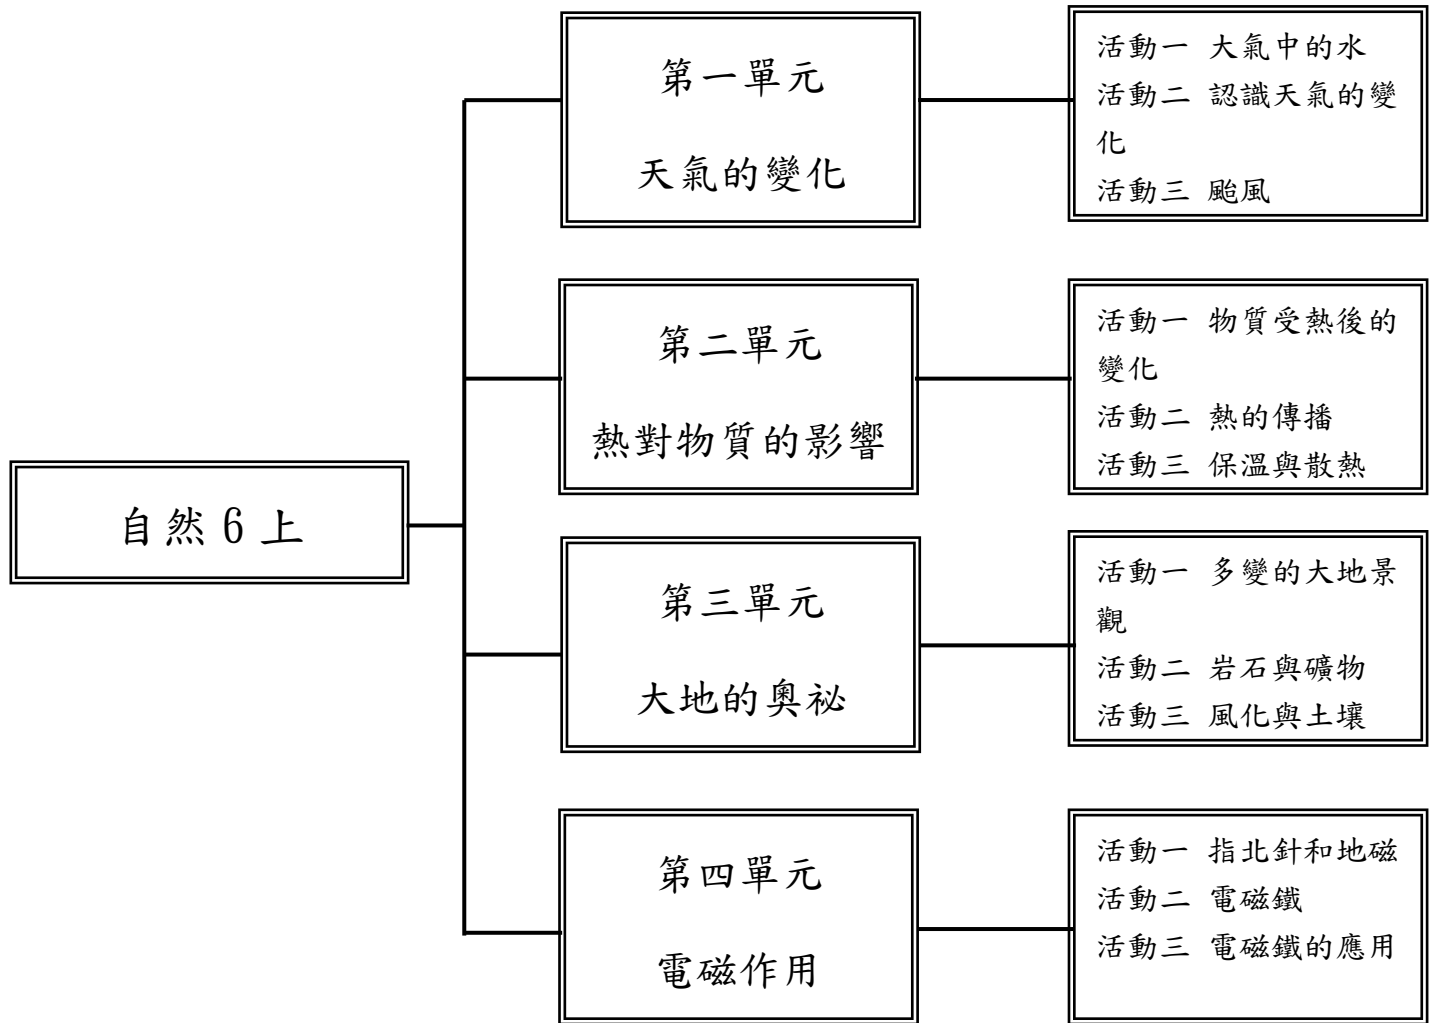 自然 6 上
第一單元
天氣的變化
活動一 大氣中的水
活動二 認識天氣的變
化
活動三 颱風
第二單元
熱對物質的影響
活動一 物質受熱後的
變化
活動二 熱的傳播
活動三 保溫與散熱
第三單元
大地的奧祕
活動一 多變的大地景
觀
活動二 岩石與礦物
活動三 風化與土壤
第四單元
電磁作用
活動一 指北針和地磁
活動二 電磁鐵
活動三 電磁鐵的應用